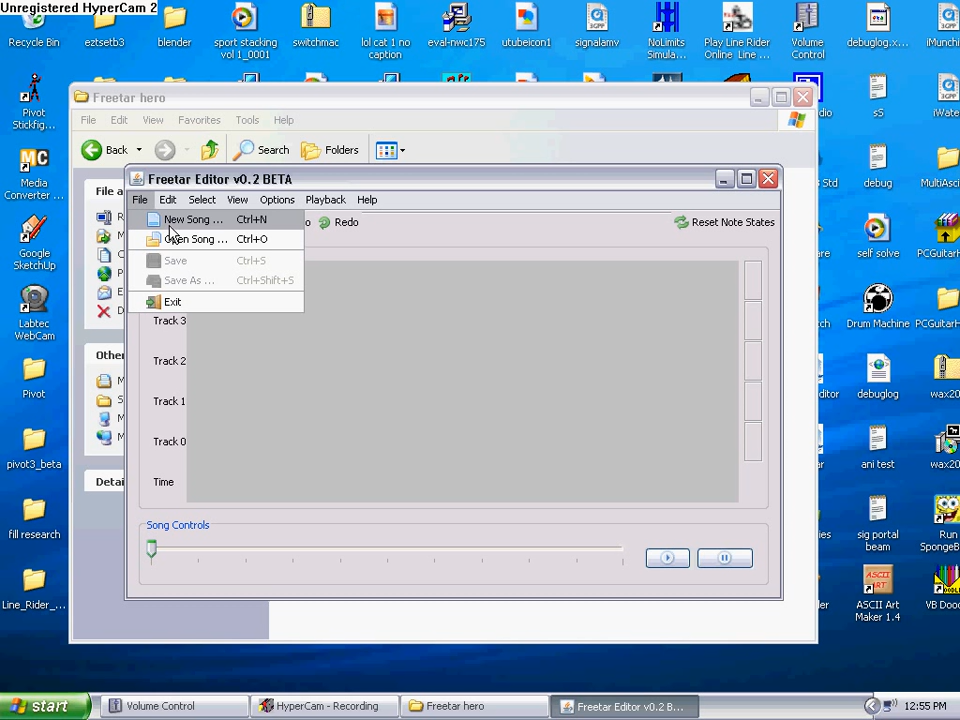 Unregistered HyperCam 2
Recycle Bin
eztsetb3
blender
sport stacking
vol 1_0001
switchmac
lol cat 1 no
caption
eval-nwc175
utubeicon1
signalamv
NoLimits
Simula...
Play Line Rider
Online Line ...
Volume
Control
debuglog.x...
iMunchi
Pivot
Stickfig...
Freetar hero
File Edit View Favorites Tools Help
Back
Search
Folders
sS
iWate
Media
Converter
File a
Freetar Editor v0.2 BETA
debug
MultiAsci
File Edit Select View Options Playback Help
New Song ... Ctrl+N
Redo
Reset Note States
Open Song ... Ctrl+O
Save Ctrl+S
Save As ... Ctrl+Shift+S
Exit
Google
SketchUp
self solve
PCGuitarH
Labtec
WebCam
Drum Machine
PCGuitarH
Track 3
Track 2
Track 1
Track 0
Time
Other
Detai
Pivot
debuglog
wax20
pivot3_beta
ani test
wax20
Song Controls
fill research
sig portal
beam
Run
SpongeB
Line_Rider_...
ASCII
ART
ASCII Art
Maker 1.4
VB Doo
start
Volume Control
HyperCam - Recording
Freetar hero
Freetar Editor v0.2 B...
12:55 PM